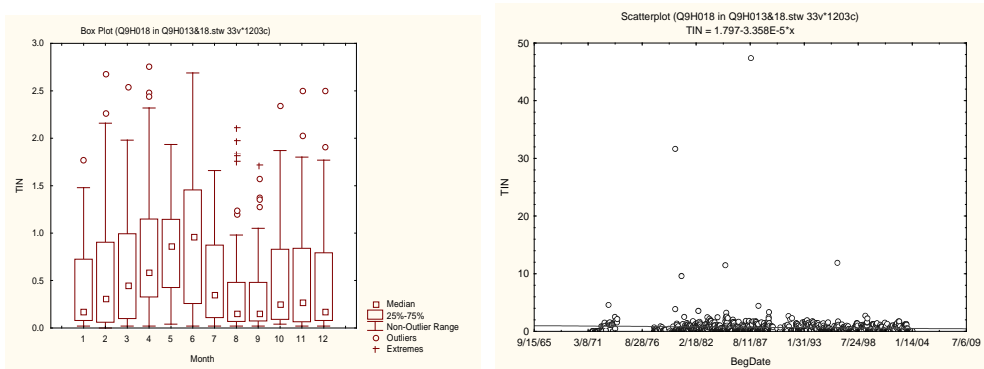 Box Plot (Q9H018 in Q9H013&18.stw 33v*1203c)
3.0
2.5
2.0
1.5
1.0
0.5
0.0
TIN
1 2 3 4 5 6 7 8 9 10 11 12
Month
Median
25%-75%
Non-Outlier Range
Outliers
Extremes
Scatterplot (Q9H018 in Q9H013&18.stw 33v*1203c)
TIN = 1.797-3.358E-5*x
50
40
30
20
10
0
TIN
9/15/65 3/8/71 8/28/76 2/18/82 8/11/87 1/31/93 7/24/98 1/14/04 7/6/09
BegDate